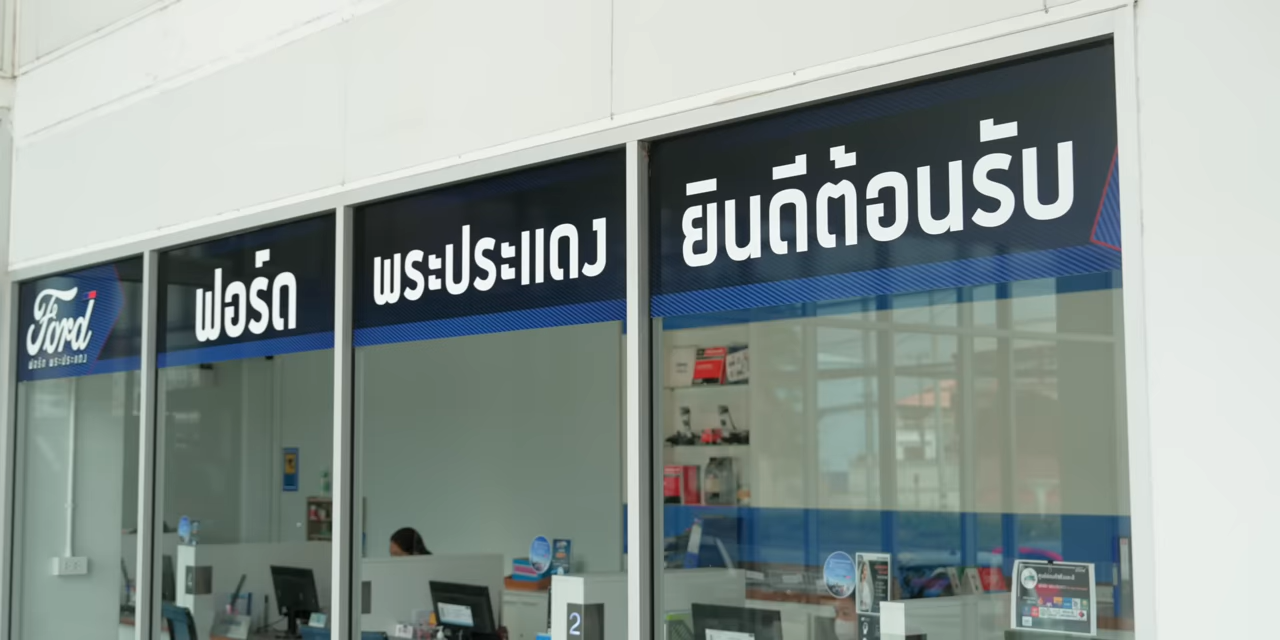 Ford
ฟอร์ด พระประแดง
ฟอร์ด
พระประแดง
ยินดีต้อนรับ
2